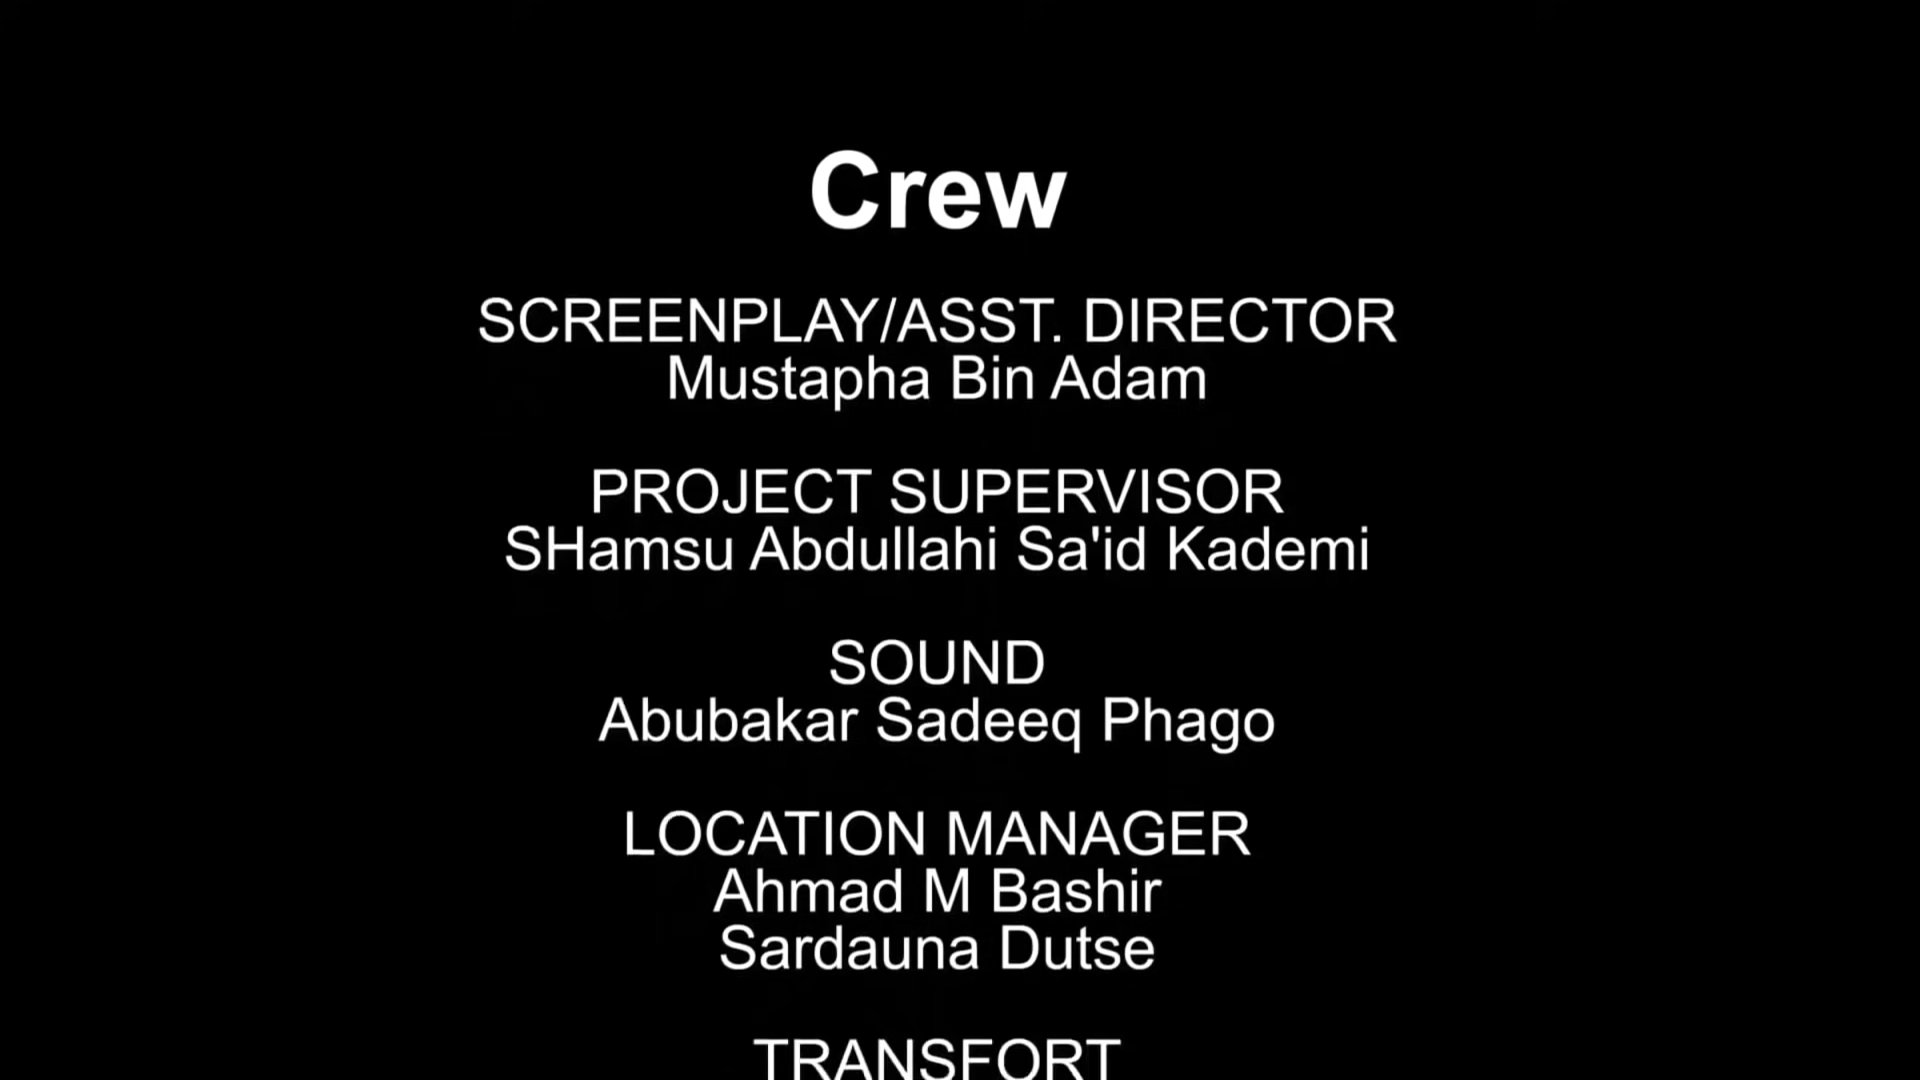 Crew
SCREENPLAY/ASST. DIRECTOR
Mustapha Bin Adam
PROJECT SUPERVISOR
SHamsu Abdullahi Sa'id Kademi
SOUND
Abubakar Sadeeq Phago
LOCATION MANAGER
Ahmad M Bashir
Sardauna Dutse
TRANSFORT